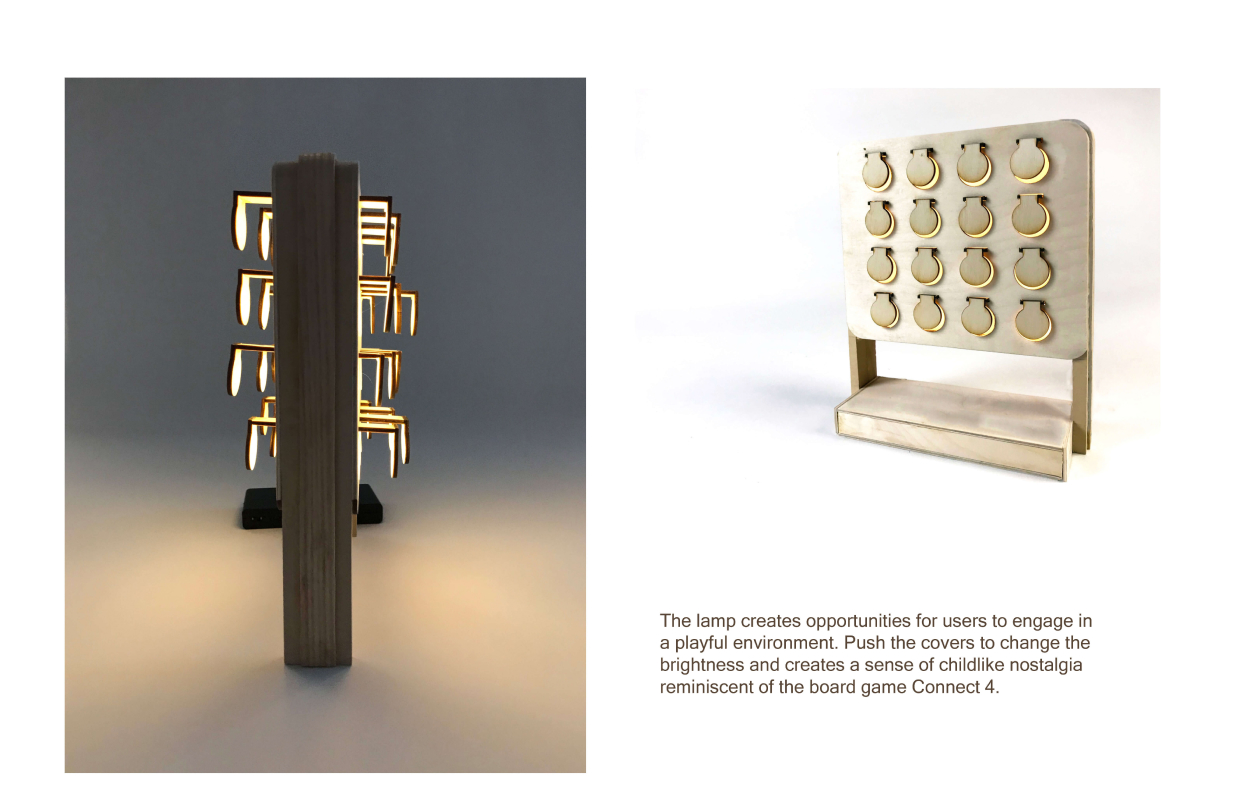 The lamp creates opportunities for users to engage in
a playful environment. Push the covers to change the
brightness and creates a sense of childlike nostalgia
reminiscent of the board game Connect 4.